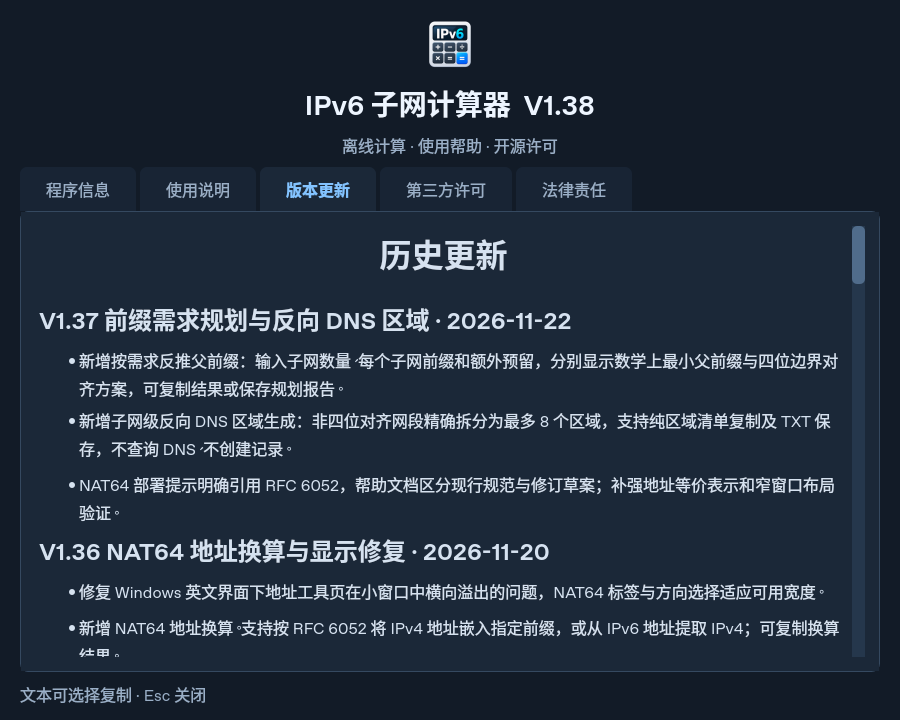 IPv6
IPv6 子网计算器 V1.38
离线计算 · 使用帮助 · 开源许可
程序信息 使用说明 版本更新 第三方许可 法律责任
历史更新
V1.37 前缀需求规划与反向 DNS 区域 · 2026-11-22
• 新增按需求反推父前缀：输入子网数量、每个子网前缀和额外预留，分别显示数学上最小父前缀与四位边界对
齐方案，可复制结果或保存规划报告。
• 新增子网级反向 DNS 区域生成：非四位对齐网段精确拆分为最多 8 个区域，支持纯区域清单复制及 TXT 保
存，不查询 DNS、不创建记录。
• NAT64 部署提示明确引用 RFC 6052，帮助文档区分现行规范与修订草案；补强地址等价表示和窄窗口布局
验证。
V1.36 NAT64 地址换算与显示修复 · 2026-11-20
• 修复 Windows 英文界面下地址工具页在小窗口中横向溢出的问题，NAT64 标签与方向选择适应可用宽度。
• 新增 NAT64 地址换算。支持按 RFC 6052 将 IPv4 地址嵌入指定前缀，或从 IPv6 地址提取 IPv4；可复制换算
结果。
文本可选择复制 · Esc 关闭